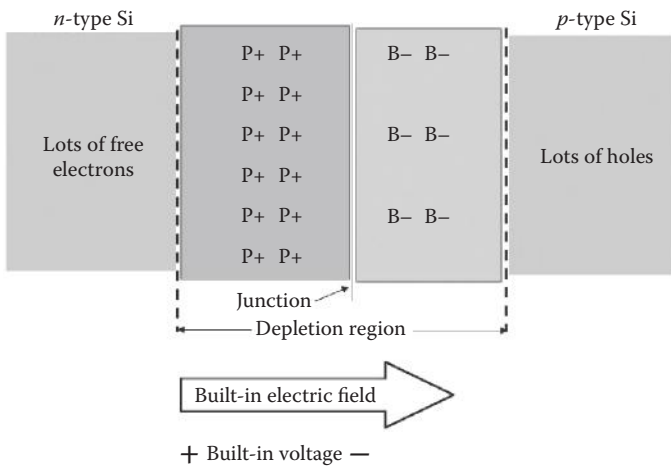 n-type Si
p-type Si
P+ P+
B– B–
P+ P+
Lots of free
electrons
P+ P+
B– B–
Lots of holes
P+ P+
P+ P+
B– B–
P+ P+
Junction
Depletion region
Built-in electric field
+ Built-in voltage –